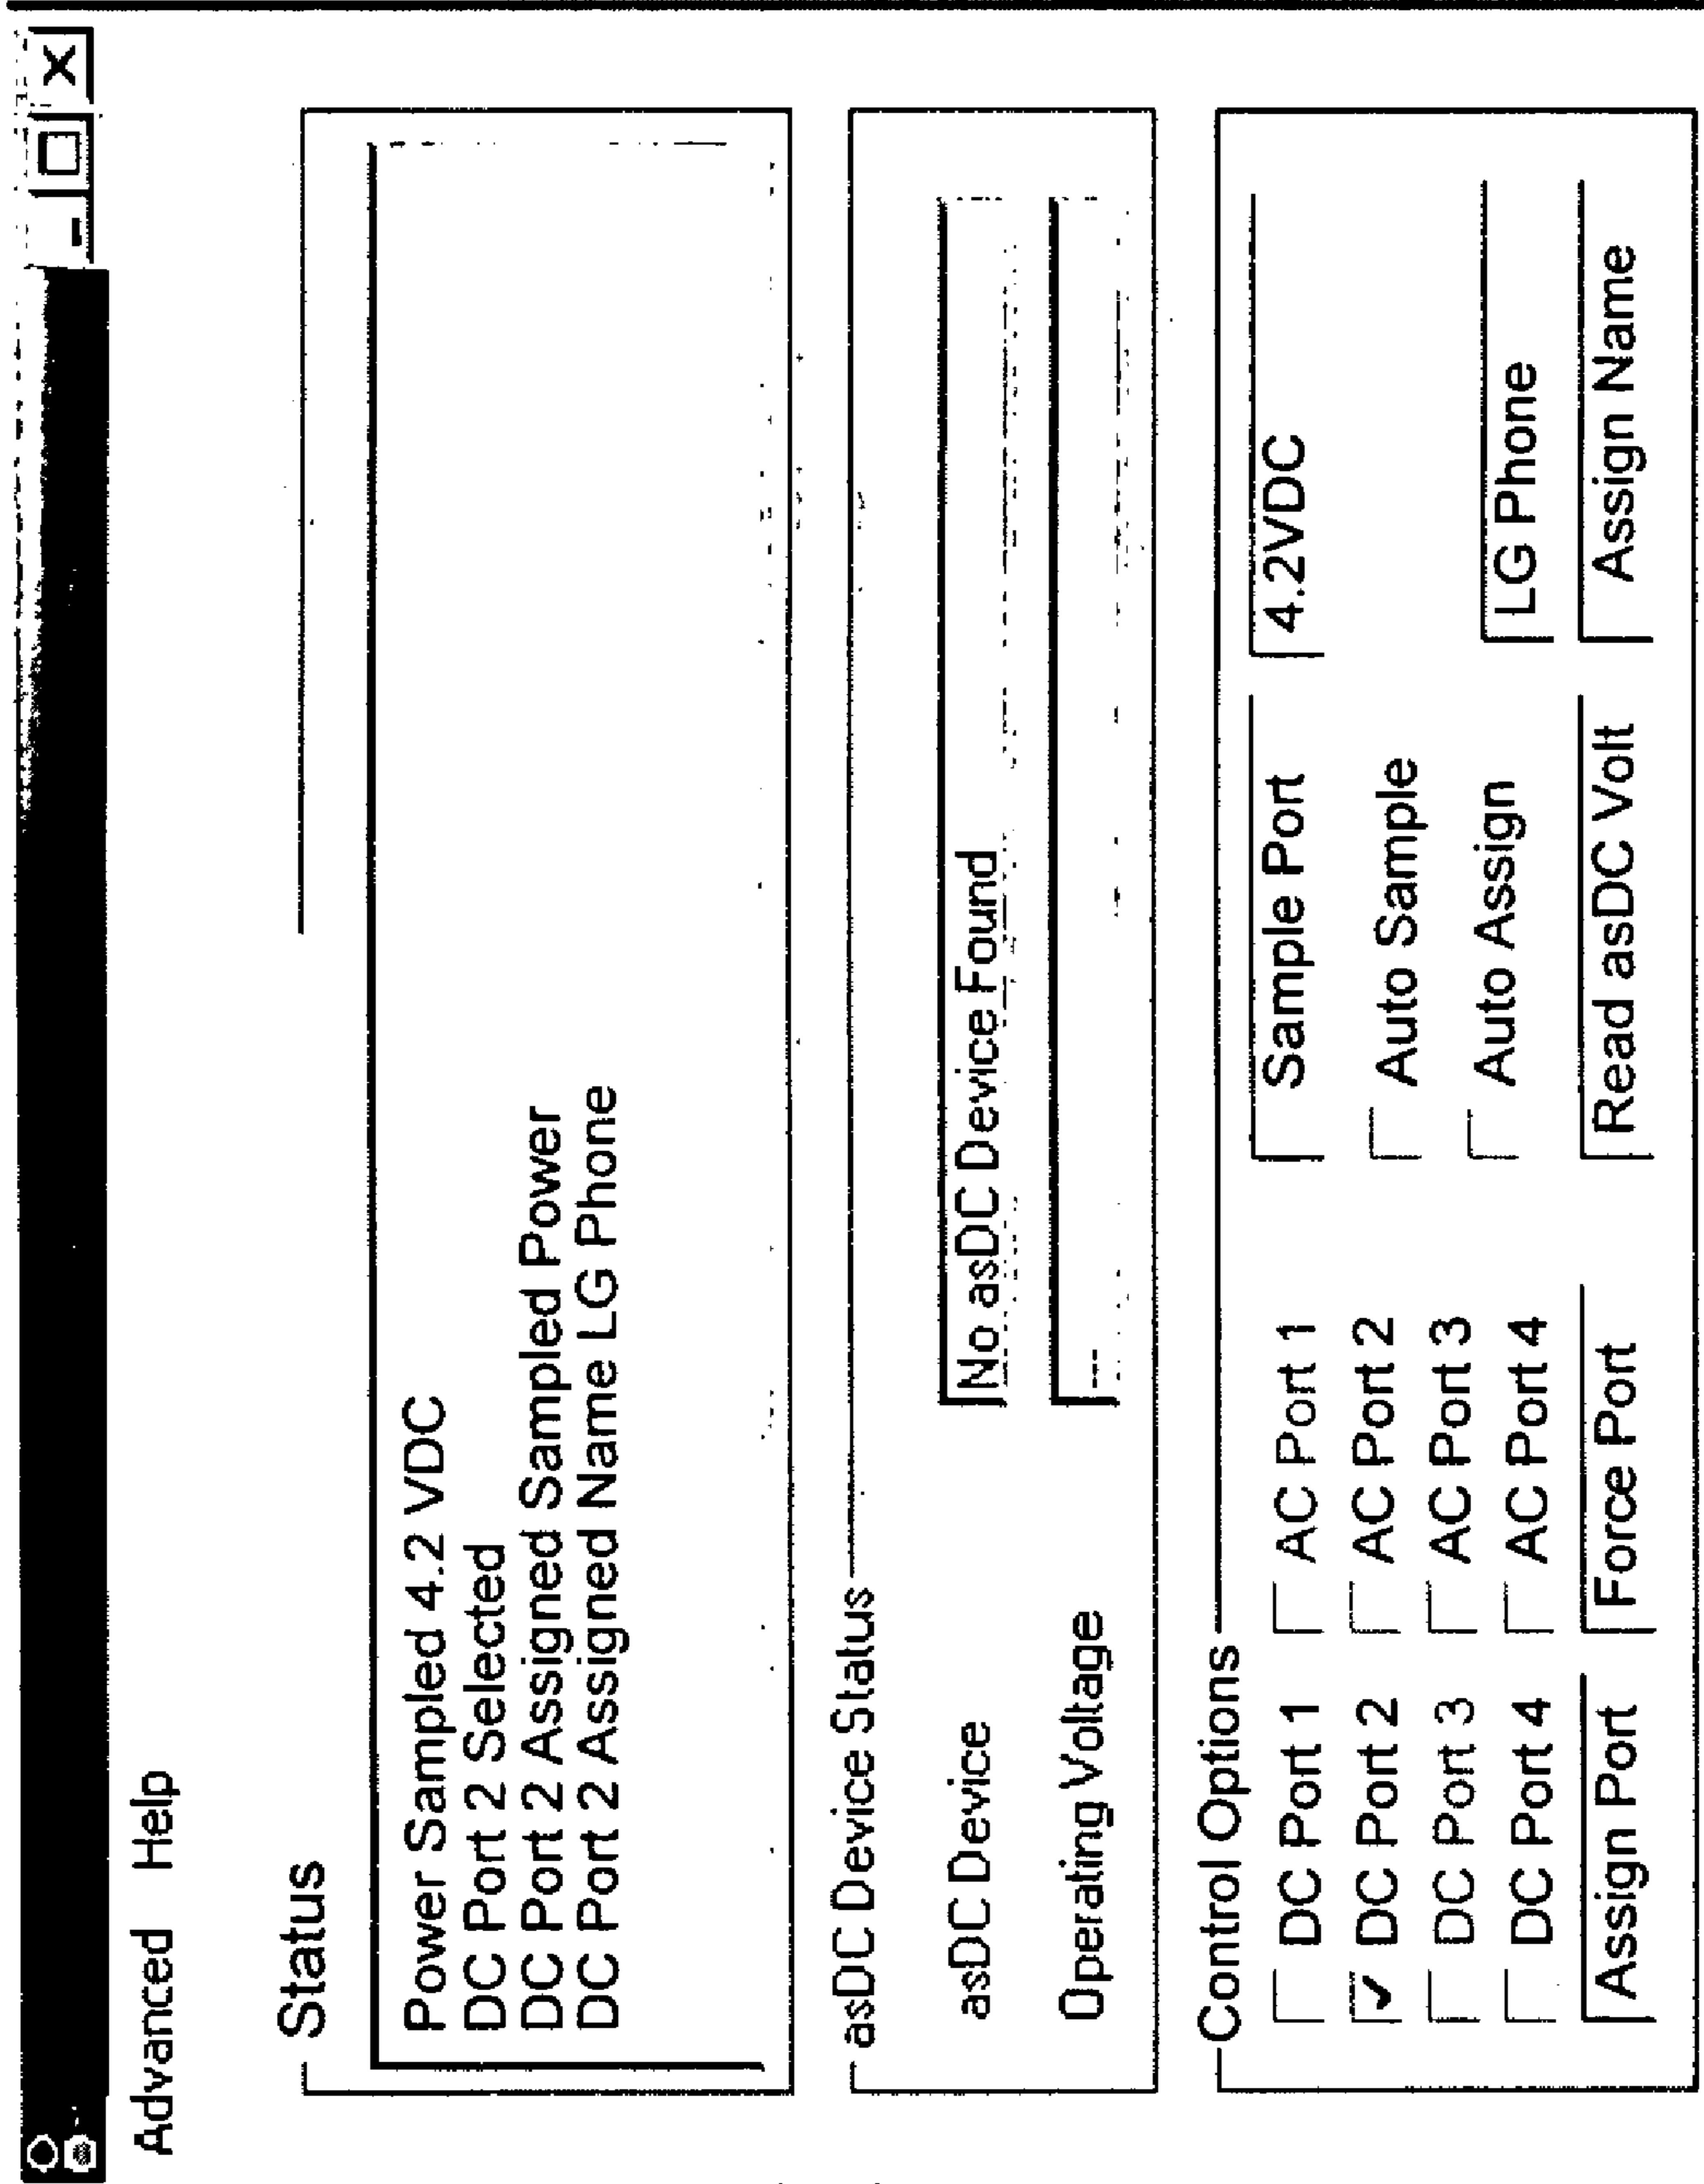 Advanced Help
Status
Power Sampled 4.2 VDC
DC Port 2 Selected
DC Port 2 Assigned Sampled Power
DC Port 2 Assigned Name LG Phone
asDC Device Status
asDC Device No asDC Device Found
Operating Voltage ---
Control Options
DC Port 1 AC Port 1 Sample Port 4.2VDC
DC Port 2 AC Port 2 Auto Sample
DC Port 3 AC Port 3 Auto Assign LG Phone
DC Port 4 AC Port 4
Assign Port Force Port Read asDC Volt Assign Name